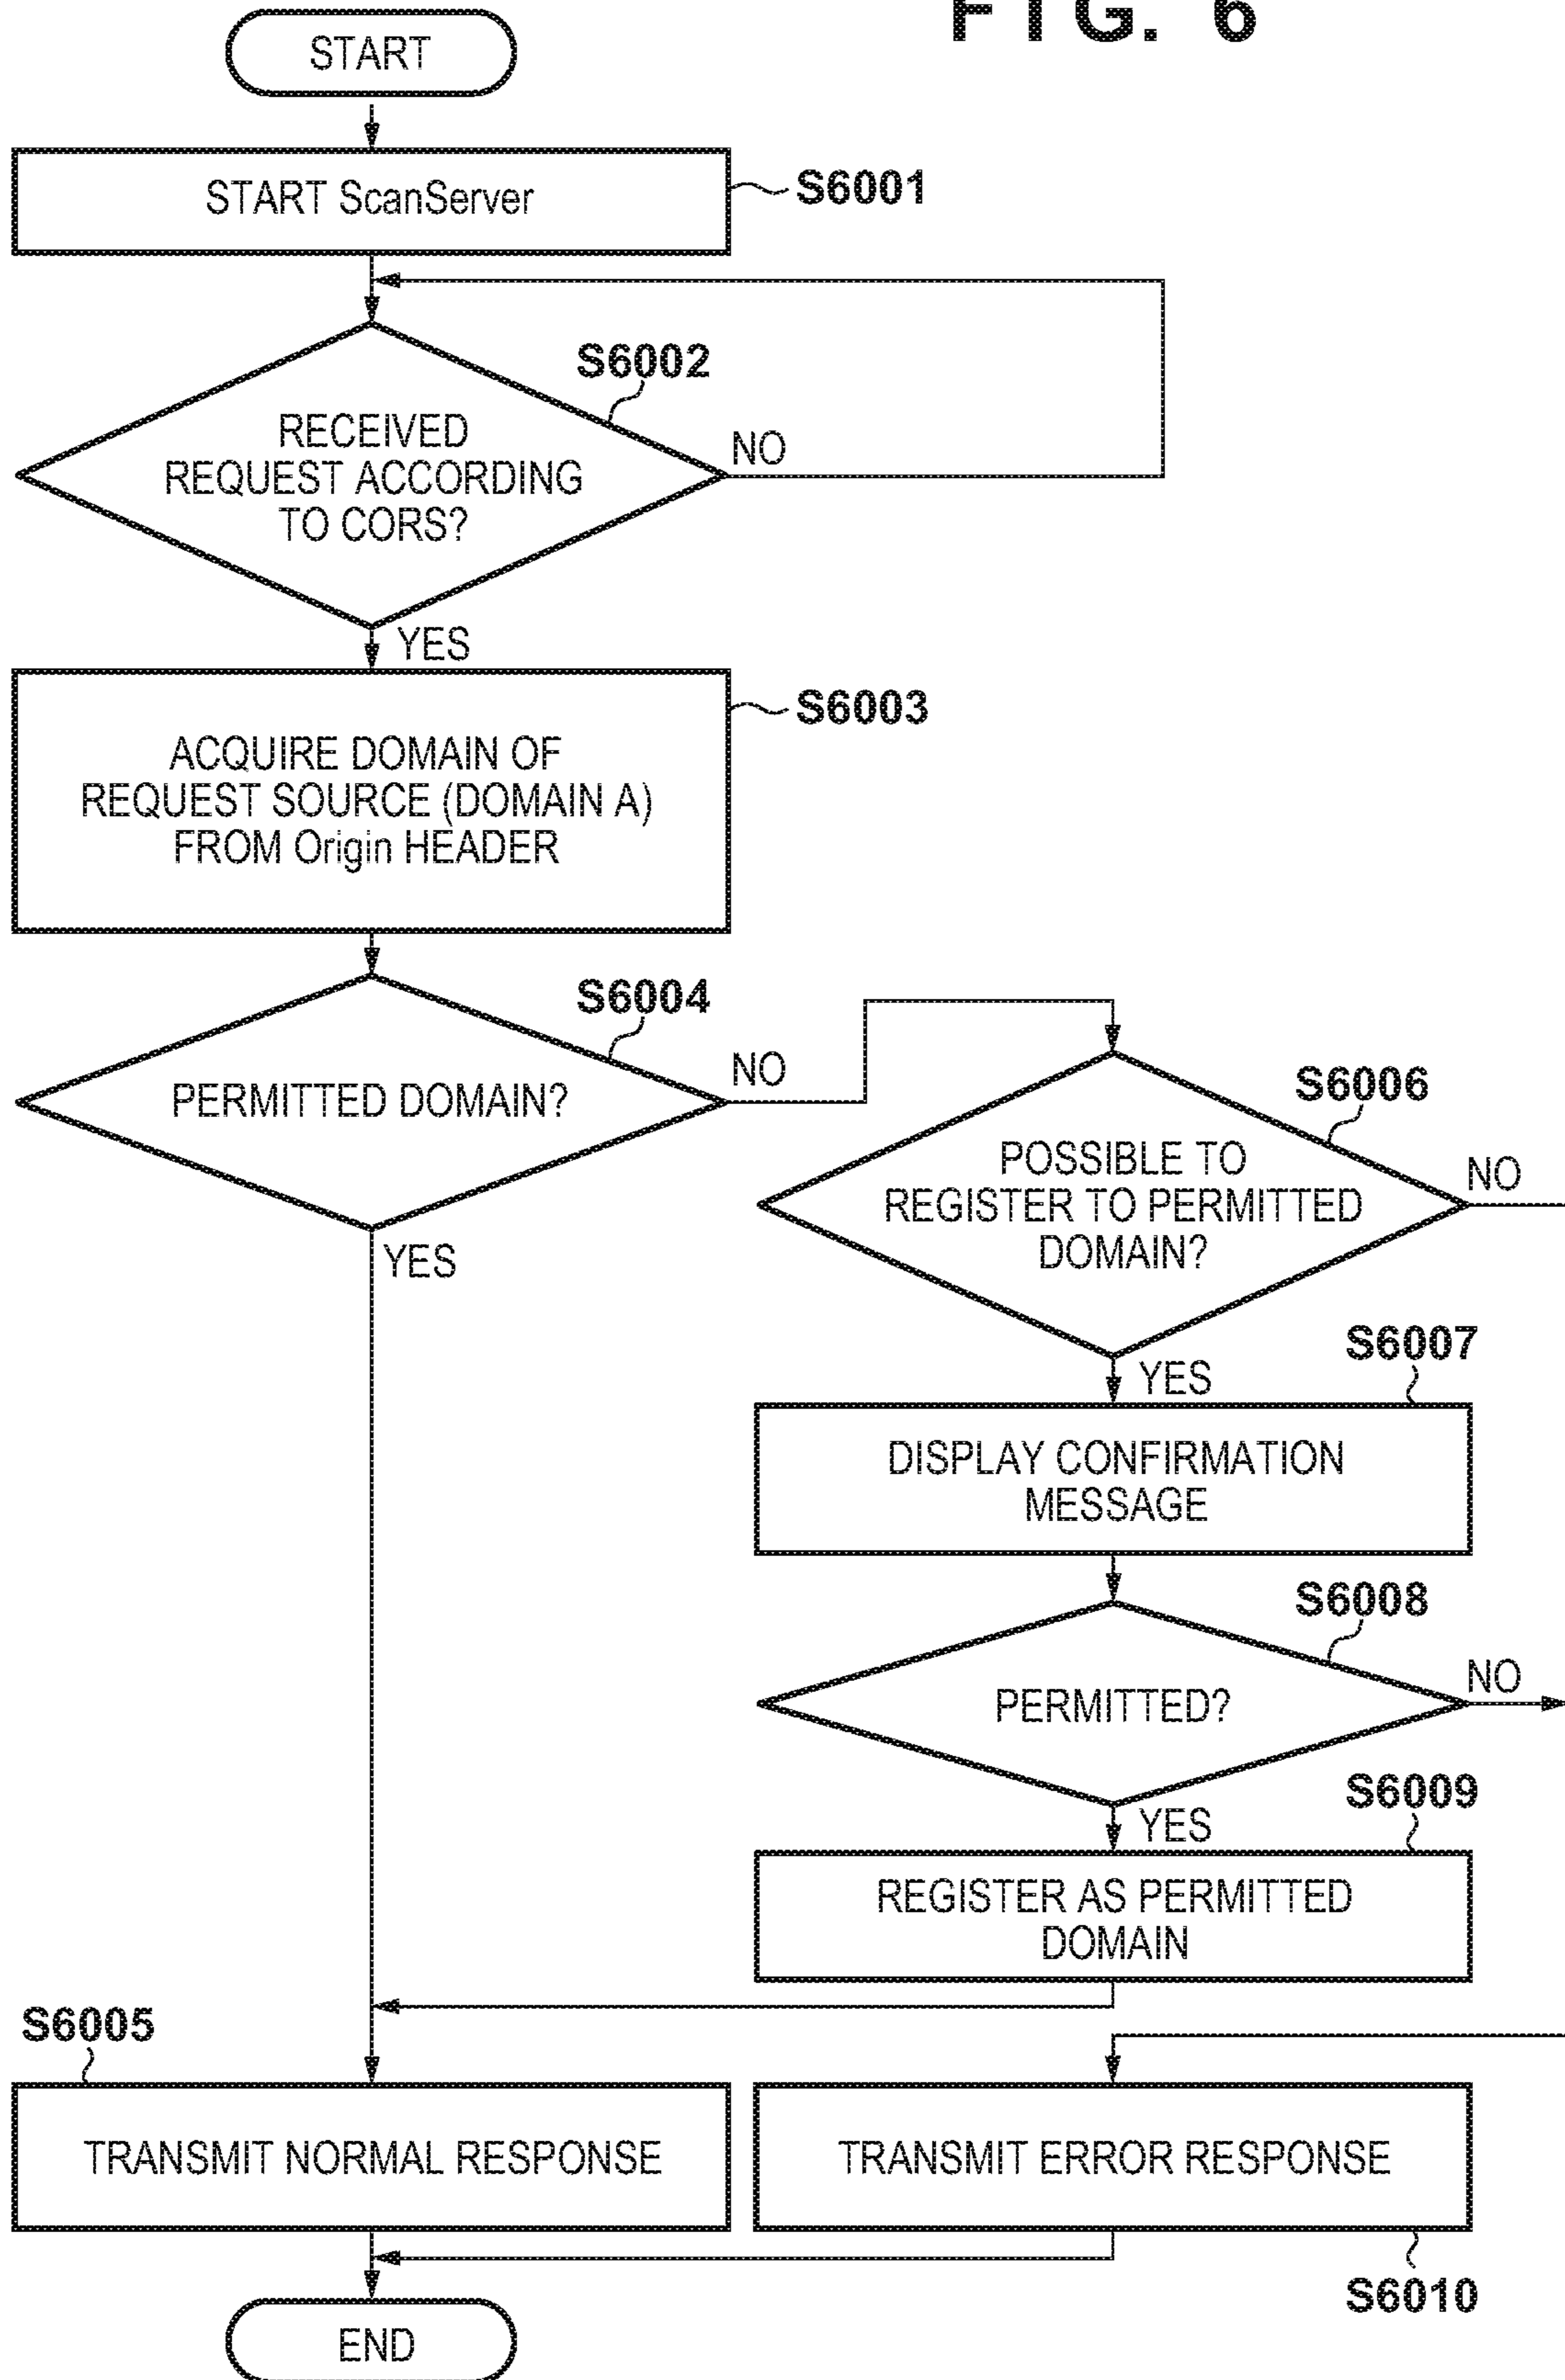 FIG. 6
START
START ScanServer
S6001
S6002
RECEIVED
REQUEST ACCORDING
TO CORS?
NO
YES
S6003
ACQUIRE DOMAIN OF
REQUEST SOURCE (DOMAIN A)
FROM Origin HEADER
S6004
PERMITTED DOMAIN?
NO
YES
S6006
POSSIBLE TO
REGISTER TO PERMITTED
DOMAIN?
NO
YES
S6007
DISPLAY CONFIRMATION
MESSAGE
S6008
PERMITTED?
NO
YES
S6009
REGISTER AS PERMITTED
DOMAIN
S6005
TRANSMIT NORMAL RESPONSE
TRANSMIT ERROR RESPONSE
S6010
END